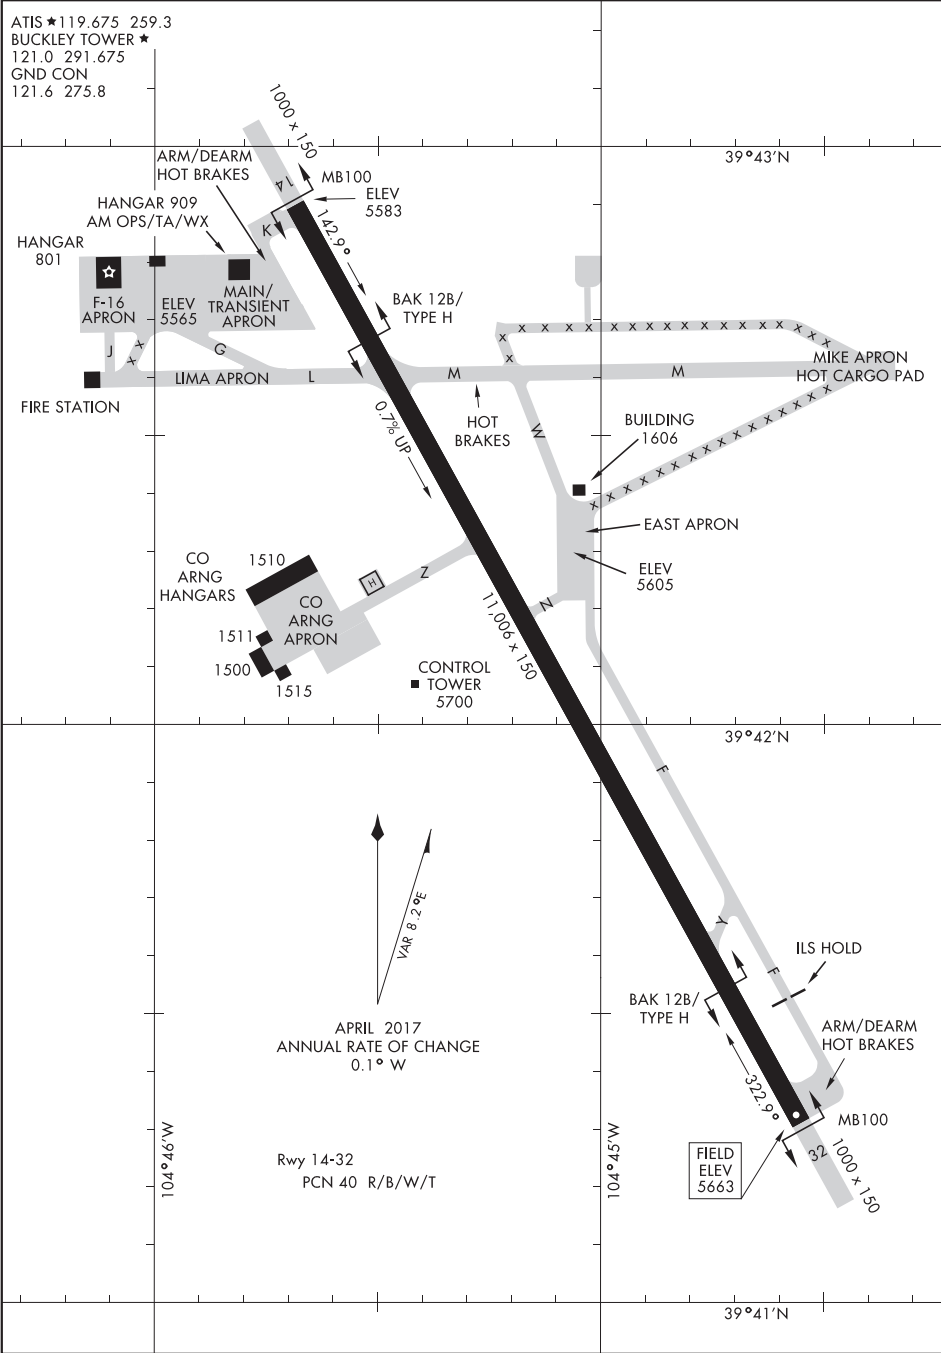 ATIS ★ 119.675 259.3
BUCKLEY TOWER ★
121.0 291.675
GND CON
121.6 275.8
1000 x 150
39°43'N
ARM/DEARM
HOT BRAKES
14
MB100
ELEV
5583
HANGAR 909
AM OPS/TA/WX
K
142.9°
HANGAR
801
F-16
APRON
ELEV
5565
MAIN/
TRANSIENT
APRON
BAK 12B/
TYPE H
J
G
LIMA APRON
L
M
M
x x x x x x x x x x x x x
MIKE APRON
HOT CARGO PAD
FIRE STATION
0.7% UP
HOT
BRAKES
W
BUILDING
1606
EAST APRON
ELEV
5605
CO
ARNG
HANGARS
1510
H
Z
CO
ARNG
APRON
N
11,006 x 150
1511
1500
1515
CONTROL
TOWER
5700
39°42'N
F
VAR 8.2°E
Y
F
ILS HOLD
BAK 12B/
TYPE H
APRIL 2017
ANNUAL RATE OF CHANGE
0.1° W
ARM/DEARM
HOT BRAKES
322.9°
MB100
104°46'W
104°45'W
Rwy 14-32
PCN 40 R/B/W/T
FIELD
ELEV
5663
32
1000 x 150
39°41'N